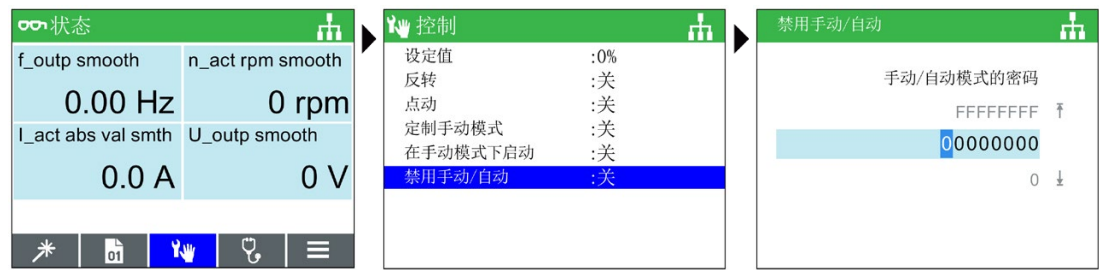 状态
f_outp smooth
n_act rpm smooth
0.00 Hz
0 rpm
I_act abs val smth
U_outp smooth
0.0 A
0 V
01
控制
设定值 :0%
反转 :关
点动 :关
定制手动模式 :关
在手动模式下启动 :关
禁用手动/自动 :关
禁用手动/自动
手动/自动模式的密码
FFFFFFFF
00000000
0